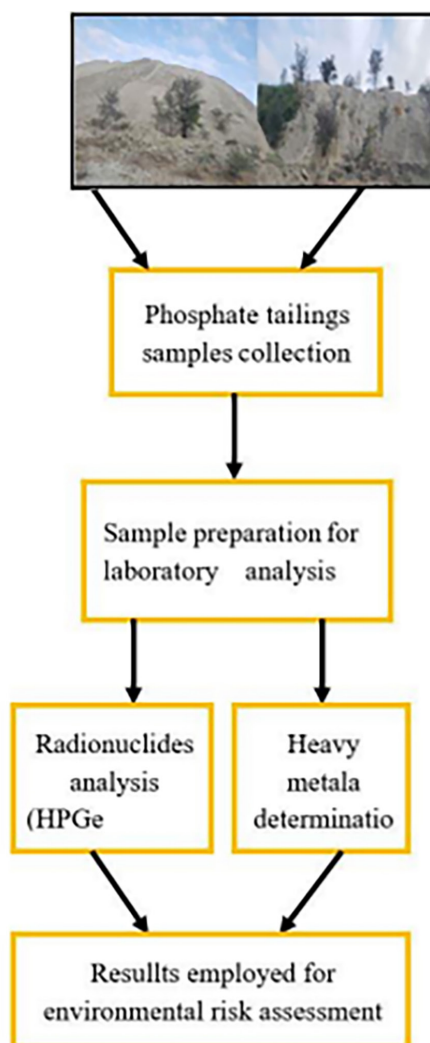 Phosphate tailings
samples collection
Sample preparation for
laboratory analysis
Radionuclides
analysis
(HPGe
Heavy
metala
determinatio
Resullts employed for
environmental risk assessment